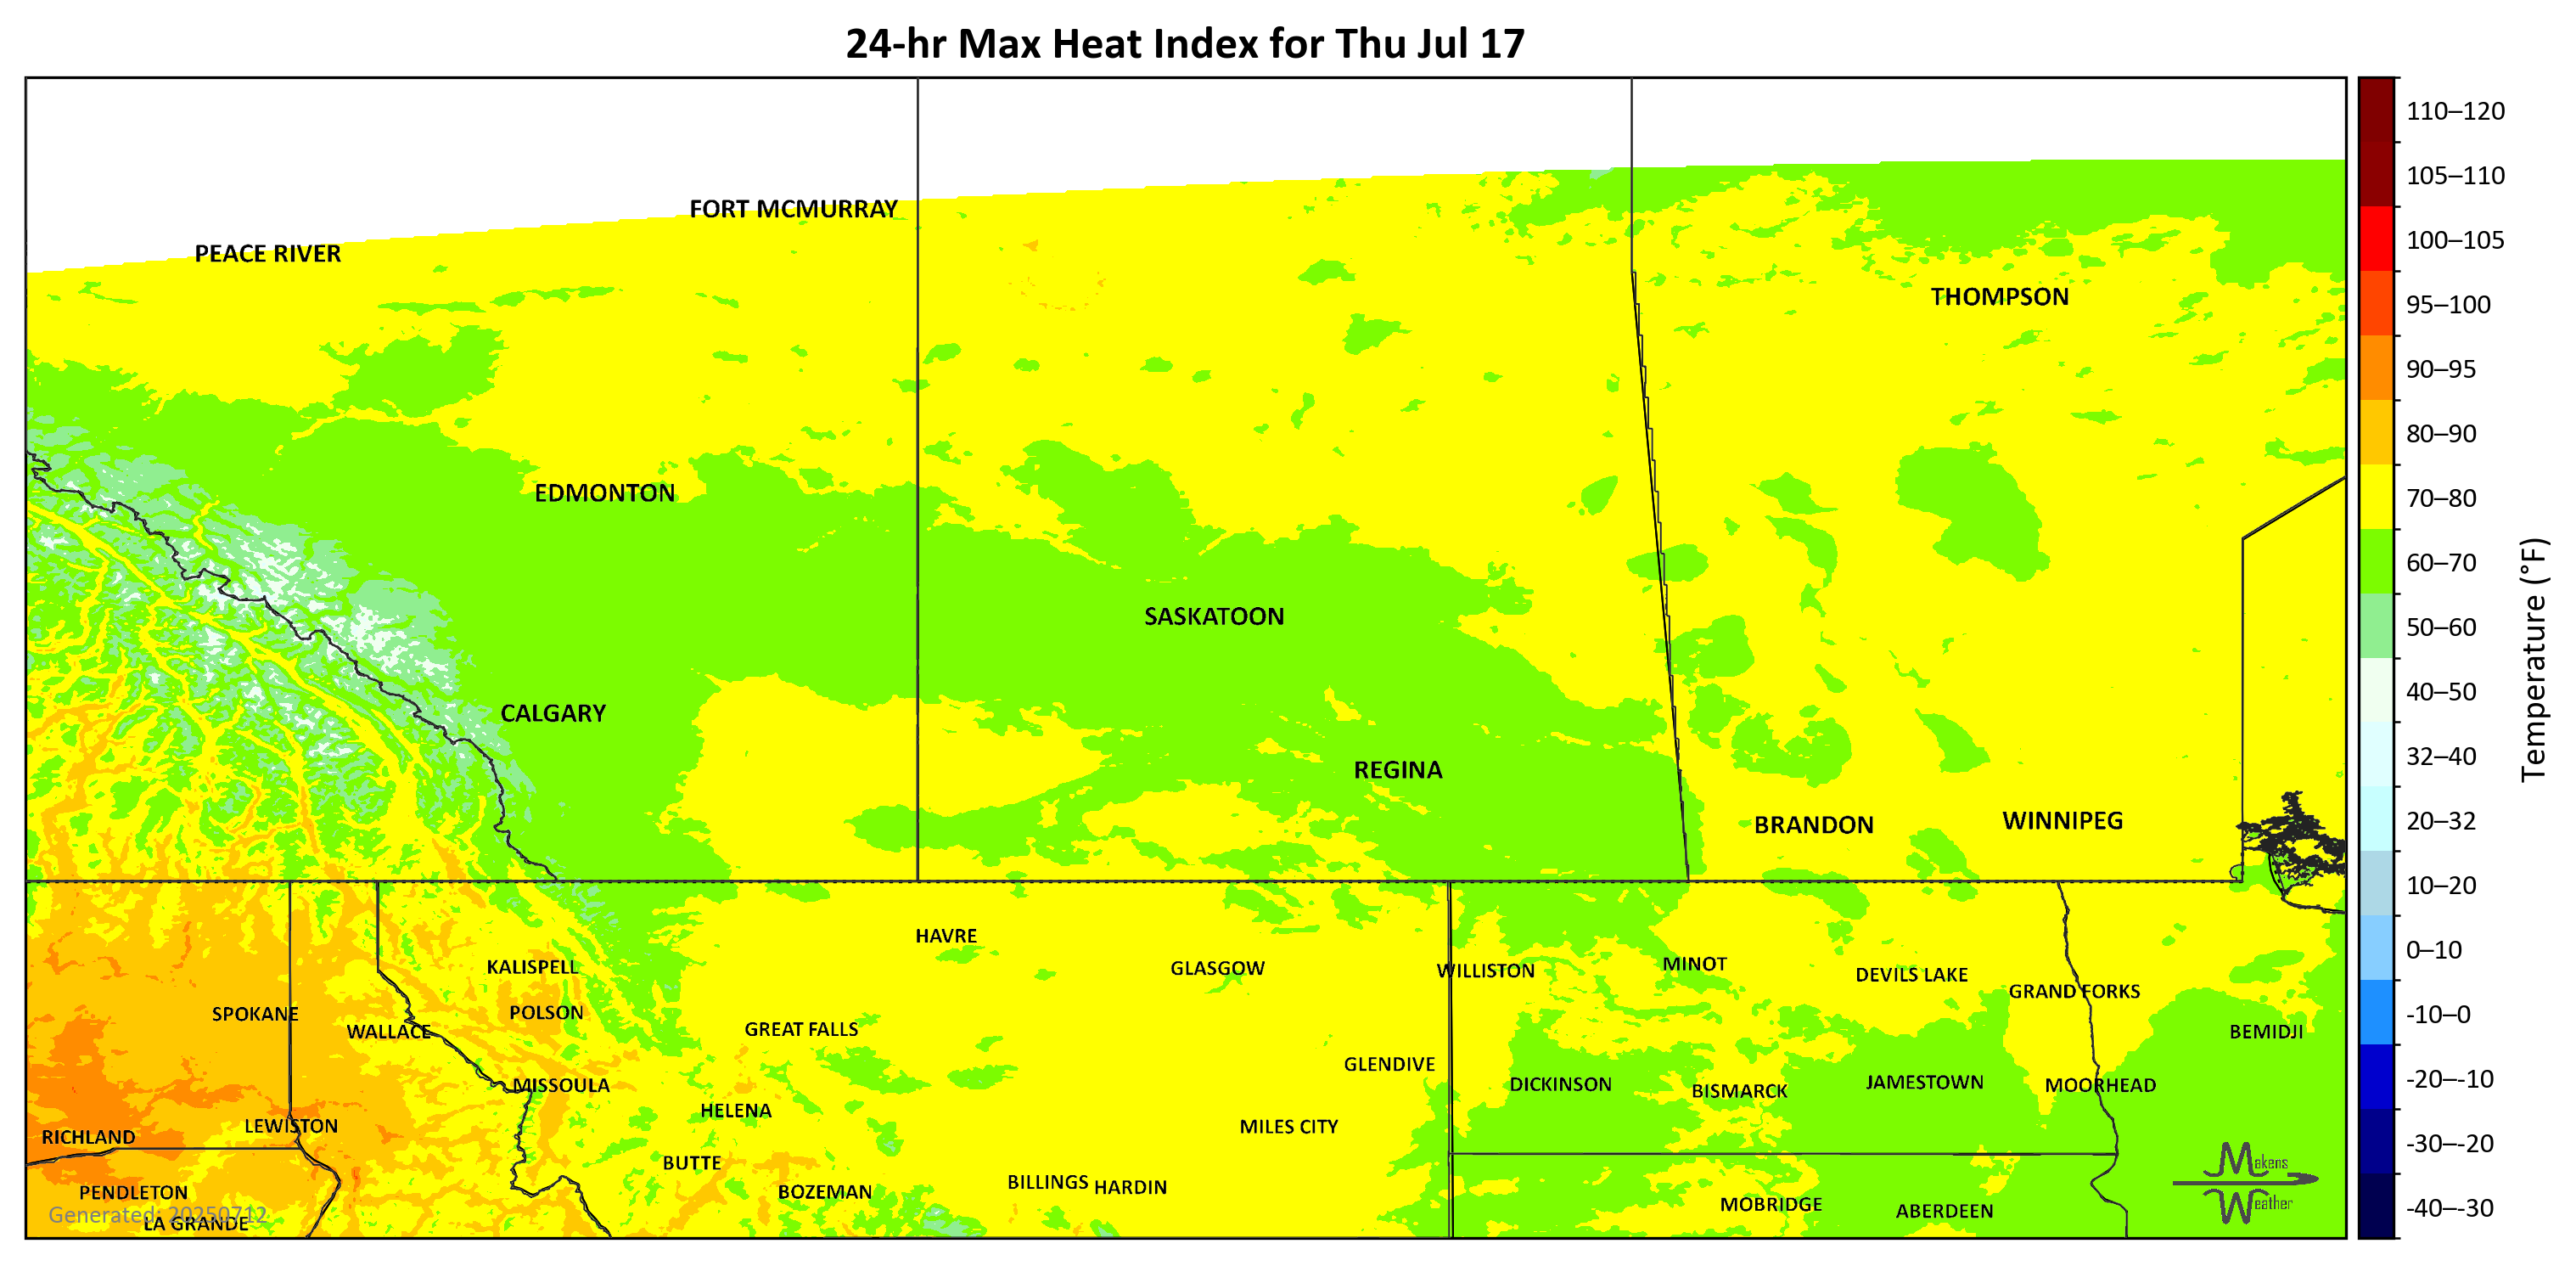 24-hr Max Heat Index for Thu Jul 17
110–120
105–110
100–105
95–100
90–95
80–90
70–80
60–70
50–60
40–50
32–40
20–32
10–20
0–10
-10–0
-20–-10
-30–-20
-40–-30
Temperature (°F)
FORT MCMURRAY
PEACE RIVER
THOMPSON
EDMONTON
SASKATOON
CALGARY
REGINA
BRANDON
WINNIPEG
HAVRE
KALISPELL
GLASGOW
WILLISTON
MINOT
DEVILS LAKE
GRAND FORKS
SPOKANE
POLSON
WALLACE
GREAT FALLS
BEMIDJI
GLENDIVE
MISSOULA
DICKINSON
BISMARCK
JAMESTOWN
MOORHEAD
HELENA
LEWISTON
MILES CITY
RICHLAND
BUTTE
PENDLETON
BOZEMAN
BILLINGS
HARDIN
MOBRIDGE
ABERDEEN
Generated: 20250712
LA GRANDE
Makens
Weather